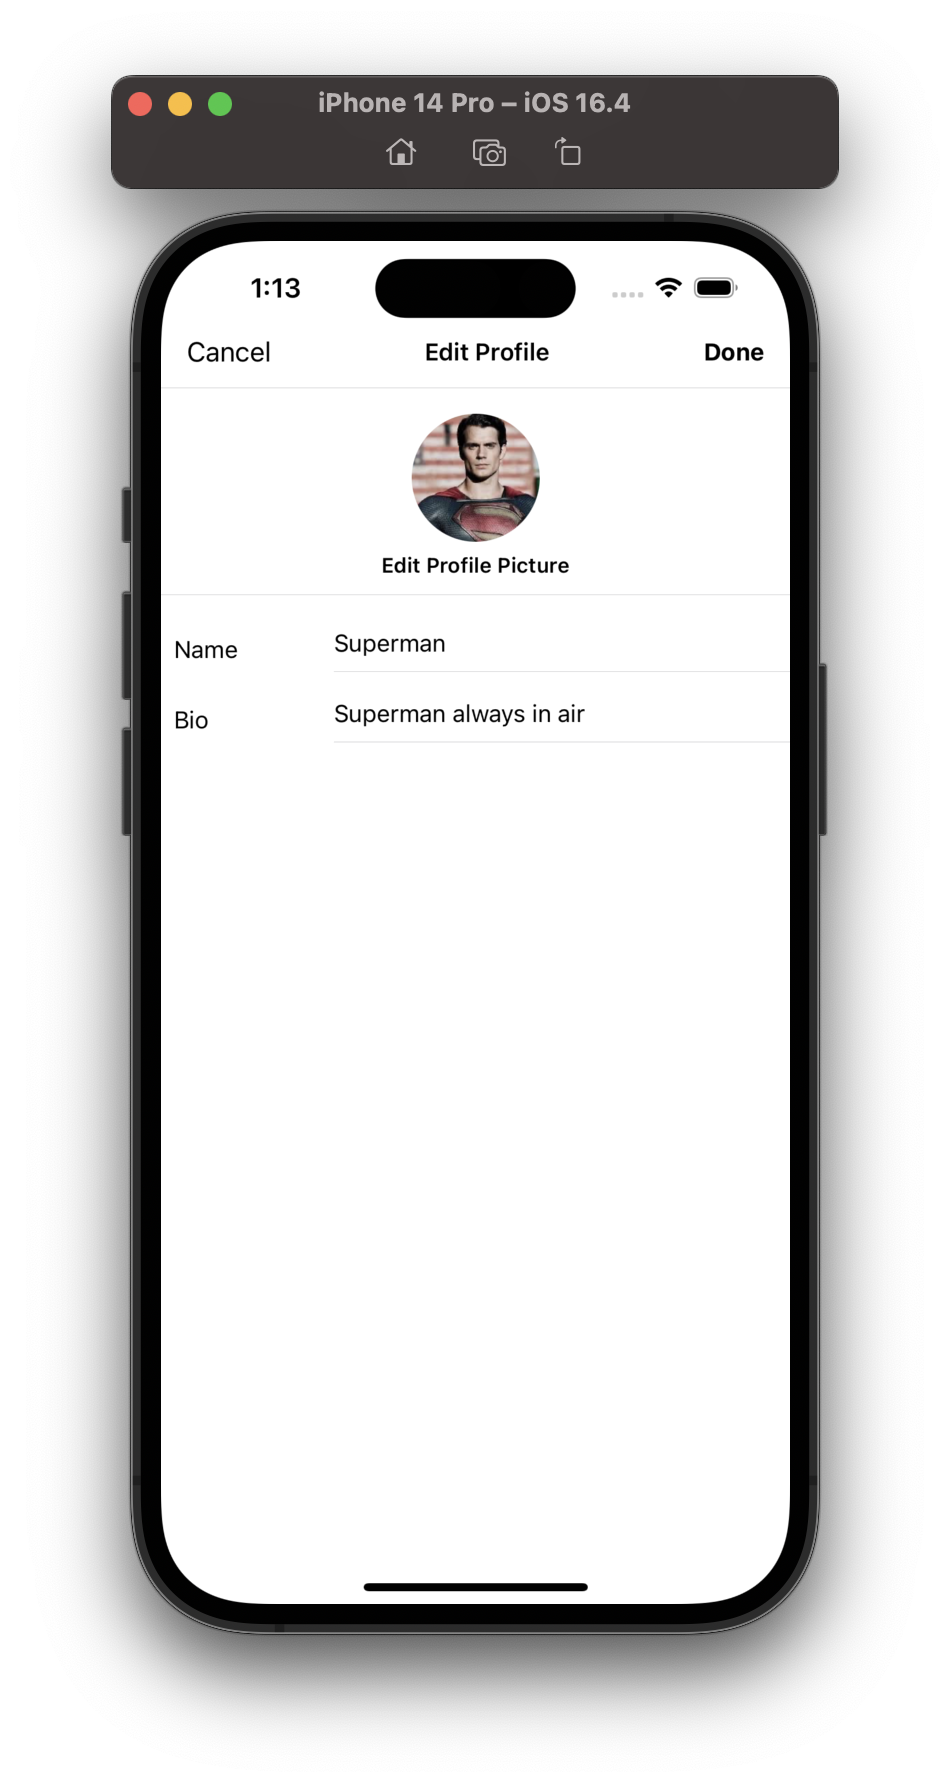 iPhone 14 Pro – iOS 16.4
1:13
Cancel Edit Profile Done
Edit Profile Picture
Name Superman
Bio Superman always in air